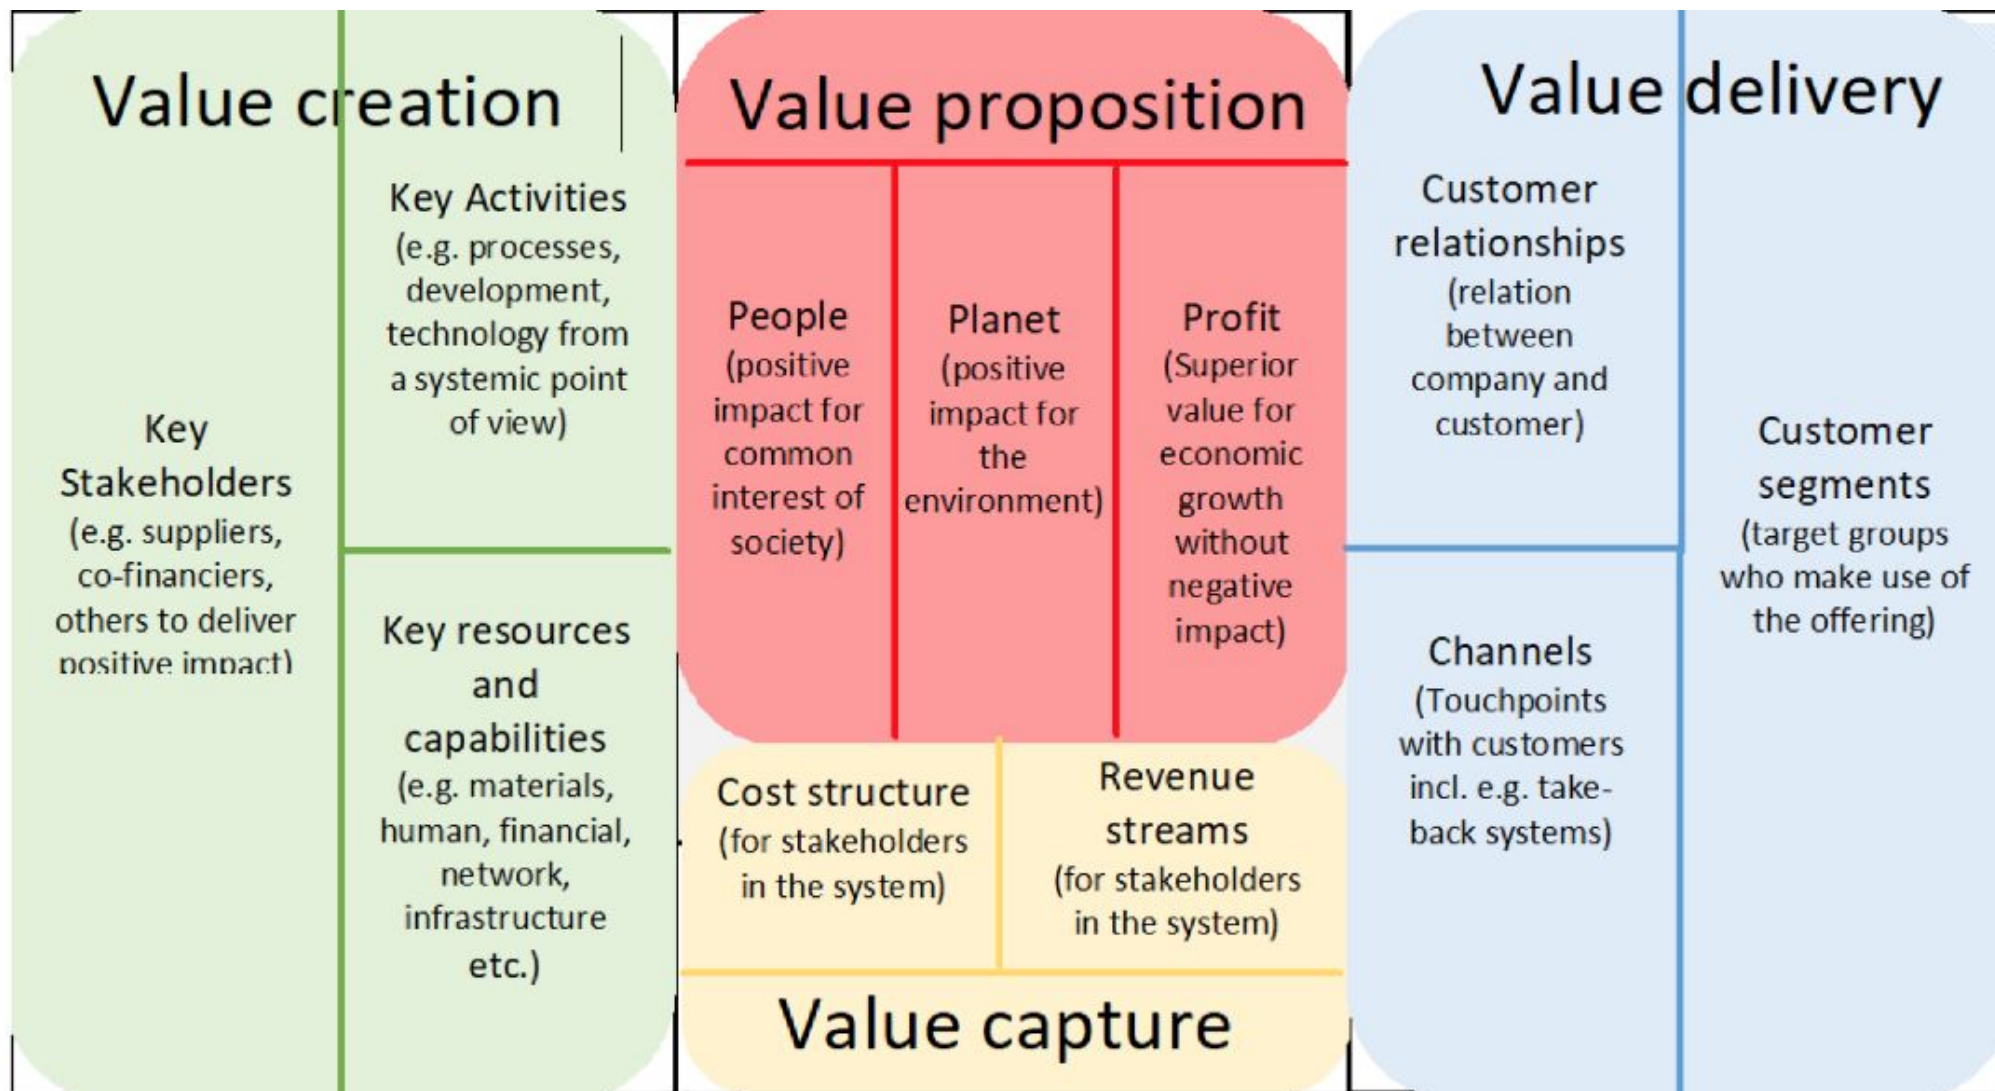 Value creation
Key
Stakeholders
(e.g. suppliers,
co-financiers,
others to deliver
positive impact)
Key Activities
(e.g. processes,
development,
technology from
a systemic point
of view)
Key resources
and
capabilities
(e.g. materials,
human, financial,
network,
infrastructure
etc.)
Value proposition
People
(positive
impact for
common
interest of
society)
Planet
(positive
impact for
the
environment)
Profit
(Superior
value for
economic
growth
without
negative
impact)
Cost structure
(for stakeholders
in the system)
Revenue
streams
(for stakeholders
in the system)
Value capture
Value delivery
Customer
relationships
(relation
between
company and
customer)
Channels
(Touchpoints
with customers
incl. e.g. take-
back systems)
Customer
segments
(target groups
who make use of
the offering)